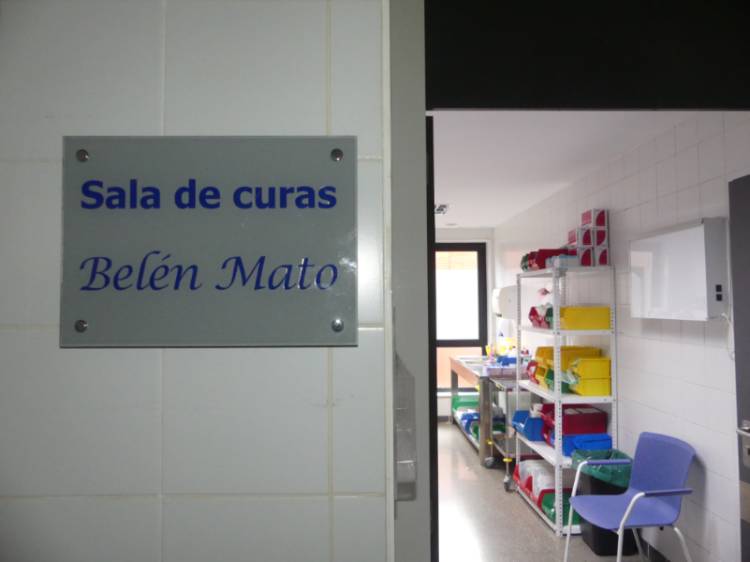 Sala de curas
Belén Mato